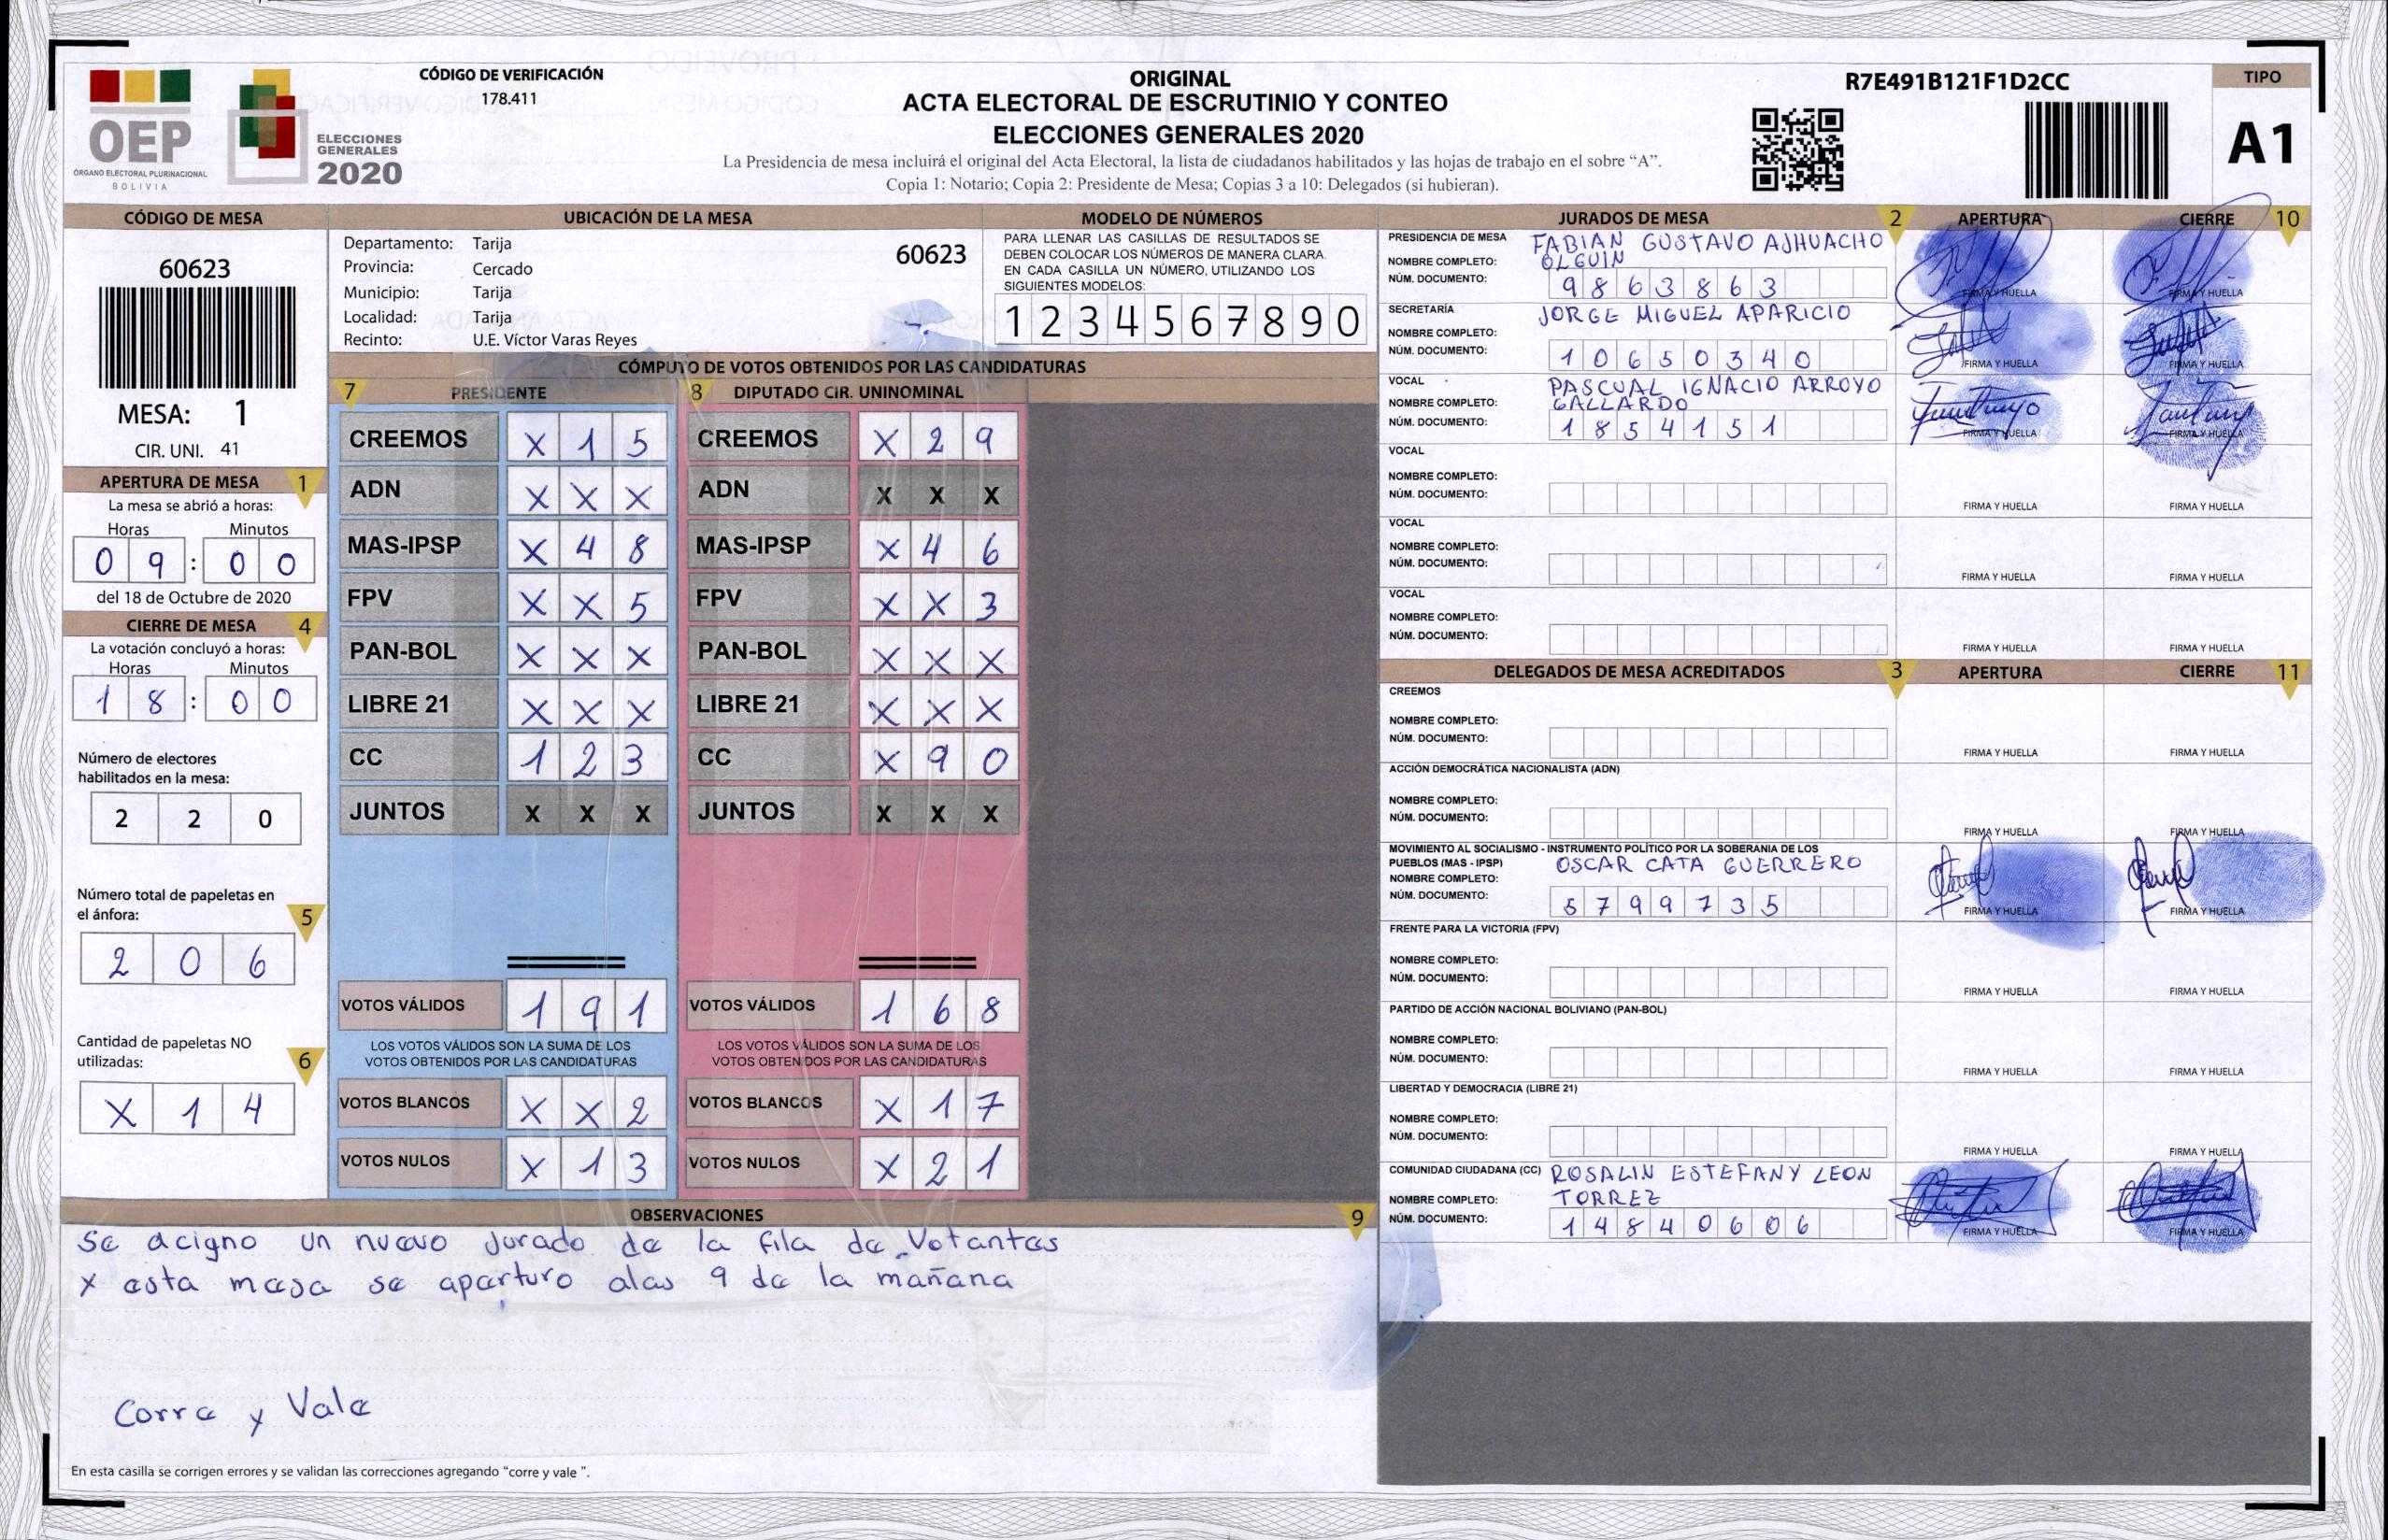 CÓDIGO DE VERIFICACIÓN
178.411
OEP
ÓRGANO ELECTORAL PLURINACIONAL
BOLIVIA
ELECCIONES
GENERALES
2020
ORIGINAL
ACTA ELECTORAL DE ESCRUTINIO Y CONTEO
ELECCIONES GENERALES 2020
La Presidencia de mesa incluirá el original del Acta Electoral, la lista de ciudadanos habilitados y las hojas de trabajo en el sobre “A”.
Copia 1: Notario; Copia 2: Presidente de Mesa; Copias 3 a 10: Delegados (si hubieran).
R7E491B121F1D2CC
TIPO
A1
CÓDIGO DE MESA
60623
MESA: 1
CIR. UNI. 41
APERTURA DE MESA 1
La mesa se abrió a horas:
Horas Minutos
0 9 : 0 0
del 18 de Octubre de 2020
CIERRE DE MESA 4
La votación concluyó a horas:
Horas Minutos
1 8 : 0 0
Número de electores
habilitados en la mesa:
2 2 0
Número total de papeletas en
el ánfora: 5
2 0 6
Cantidad de papeletas NO
utilizadas: 6
X 1 4
UBICACIÓN DE LA MESA
Departamento: Tarija 60623
Provincia: Cercado
Municipio: Tarija
Localidad: Tarija
Recinto: U.E. Víctor Varas Reyes
MODELO DE NÚMEROS
PARA LLENAR LAS CASILLAS DE RESULTADOS SE
DEBEN COLOCAR LOS NÚMEROS DE MANERA CLARA.
EN CADA CASILLA UN NÚMERO, UTILIZANDO LOS
SIGUIENTES MODELOS:
1 2 3 4 5 6 7 8 9 0
CÓMPUTO DE VOTOS OBTENIDOS POR LAS CANDIDATURAS
7 PRESIDENTE 8 DIPUTADO CIR. UNINOMINAL
CREEMOS X 1 5 CREEMOS X 2 9
ADN X X X ADN X X X
MAS-IPSP X 4 8 MAS-IPSP X 4 6
FPV X X 5 FPV X X 3
PAN-BOL X X X PAN-BOL X X X
LIBRE 21 X X X LIBRE 21 X X X
CC 1 2 3 CC X 9 0
JUNTOS X X X JUNTOS X X X
VOTOS VÁLIDOS 1 9 1 VOTOS VÁLIDOS 1 6 8
LOS VOTOS VÁLIDOS SON LA SUMA DE LOS LOS VOTOS VÁLIDOS SON LA SUMA DE LOS
VOTOS OBTENIDOS POR LAS CANDIDATURAS VOTOS OBTENIDOS POR LAS CANDIDATURAS
VOTOS BLANCOS X X 2 VOTOS BLANCOS X 1 7
VOTOS NULOS X 1 3 VOTOS NULOS X 2 1
OBSERVACIONES 9
Se acigno un nuevo jurado de la fila de Votantes
X esta mesa se aperturo alas 9 de la mañana
Corre y Vale
En esta casilla se corrigen errores y se validan las correcciones agregando “corre y vale ”.
JURADOS DE MESA 2 APERTURA CIERRE 10
PRESIDENCIA DE MESA FABIAN GUSTAVO AJHUACHO
NOMBRE COMPLETO: OLGUIN
NÚM. DOCUMENTO: 9 8 6 3 8 6 3 FIRMA Y HUELLA FIRMA Y HUELLA
SECRETARÍA JORGE MIGUEL APARICIO
NOMBRE COMPLETO:
NÚM. DOCUMENTO: 1 0 6 5 0 3 4 0 FIRMA Y HUELLA FIRMA Y HUELLA
VOCAL PASCUAL IGNACIO ARROYO
NOMBRE COMPLETO: GALLARDO
NÚM. DOCUMENTO: 1 8 5 4 1 5 1 FIRMA Y HUELLA FIRMA Y HUELLA
VOCAL
NOMBRE COMPLETO:
NÚM. DOCUMENTO: FIRMA Y HUELLA FIRMA Y HUELLA
VOCAL
NOMBRE COMPLETO:
NÚM. DOCUMENTO: FIRMA Y HUELLA FIRMA Y HUELLA
VOCAL
NOMBRE COMPLETO:
NÚM. DOCUMENTO: FIRMA Y HUELLA FIRMA Y HUELLA
DELEGADOS DE MESA ACREDITADOS 3 APERTURA CIERRE 11
CREEMOS
NOMBRE COMPLETO:
NÚM. DOCUMENTO: FIRMA Y HUELLA FIRMA Y HUELLA
ACCIÓN DEMOCRÁTICA NACIONALISTA (ADN)
NOMBRE COMPLETO:
NÚM. DOCUMENTO: FIRMA Y HUELLA FIRMA Y HUELLA
MOVIMIENTO AL SOCIALISMO - INSTRUMENTO POLÍTICO POR LA SOBERANIA DE LOS
PUEBLOS (MAS - IPSP) OSCAR CATA GUERRERO
NOMBRE COMPLETO:
NÚM. DOCUMENTO: 5 7 9 9 7 3 5 FIRMA Y HUELLA FIRMA Y HUELLA
FRENTE PARA LA VICTORIA (FPV)
NOMBRE COMPLETO:
NÚM. DOCUMENTO: FIRMA Y HUELLA FIRMA Y HUELLA
PARTIDO DE ACCIÓN NACIONAL BOLIVIANO (PAN-BOL)
NOMBRE COMPLETO:
NÚM. DOCUMENTO: FIRMA Y HUELLA FIRMA Y HUELLA
LIBERTAD Y DEMOCRACIA (LIBRE 21)
NOMBRE COMPLETO:
NÚM. DOCUMENTO: FIRMA Y HUELLA FIRMA Y HUELLA
COMUNIDAD CIUDADANA (CC) ROSALIN ESTEFANY LEON
NOMBRE COMPLETO: TORREZ
NÚM. DOCUMENTO: 1 4 8 4 0 6 0 6 FIRMA Y HUELLA FIRMA Y HUELLA